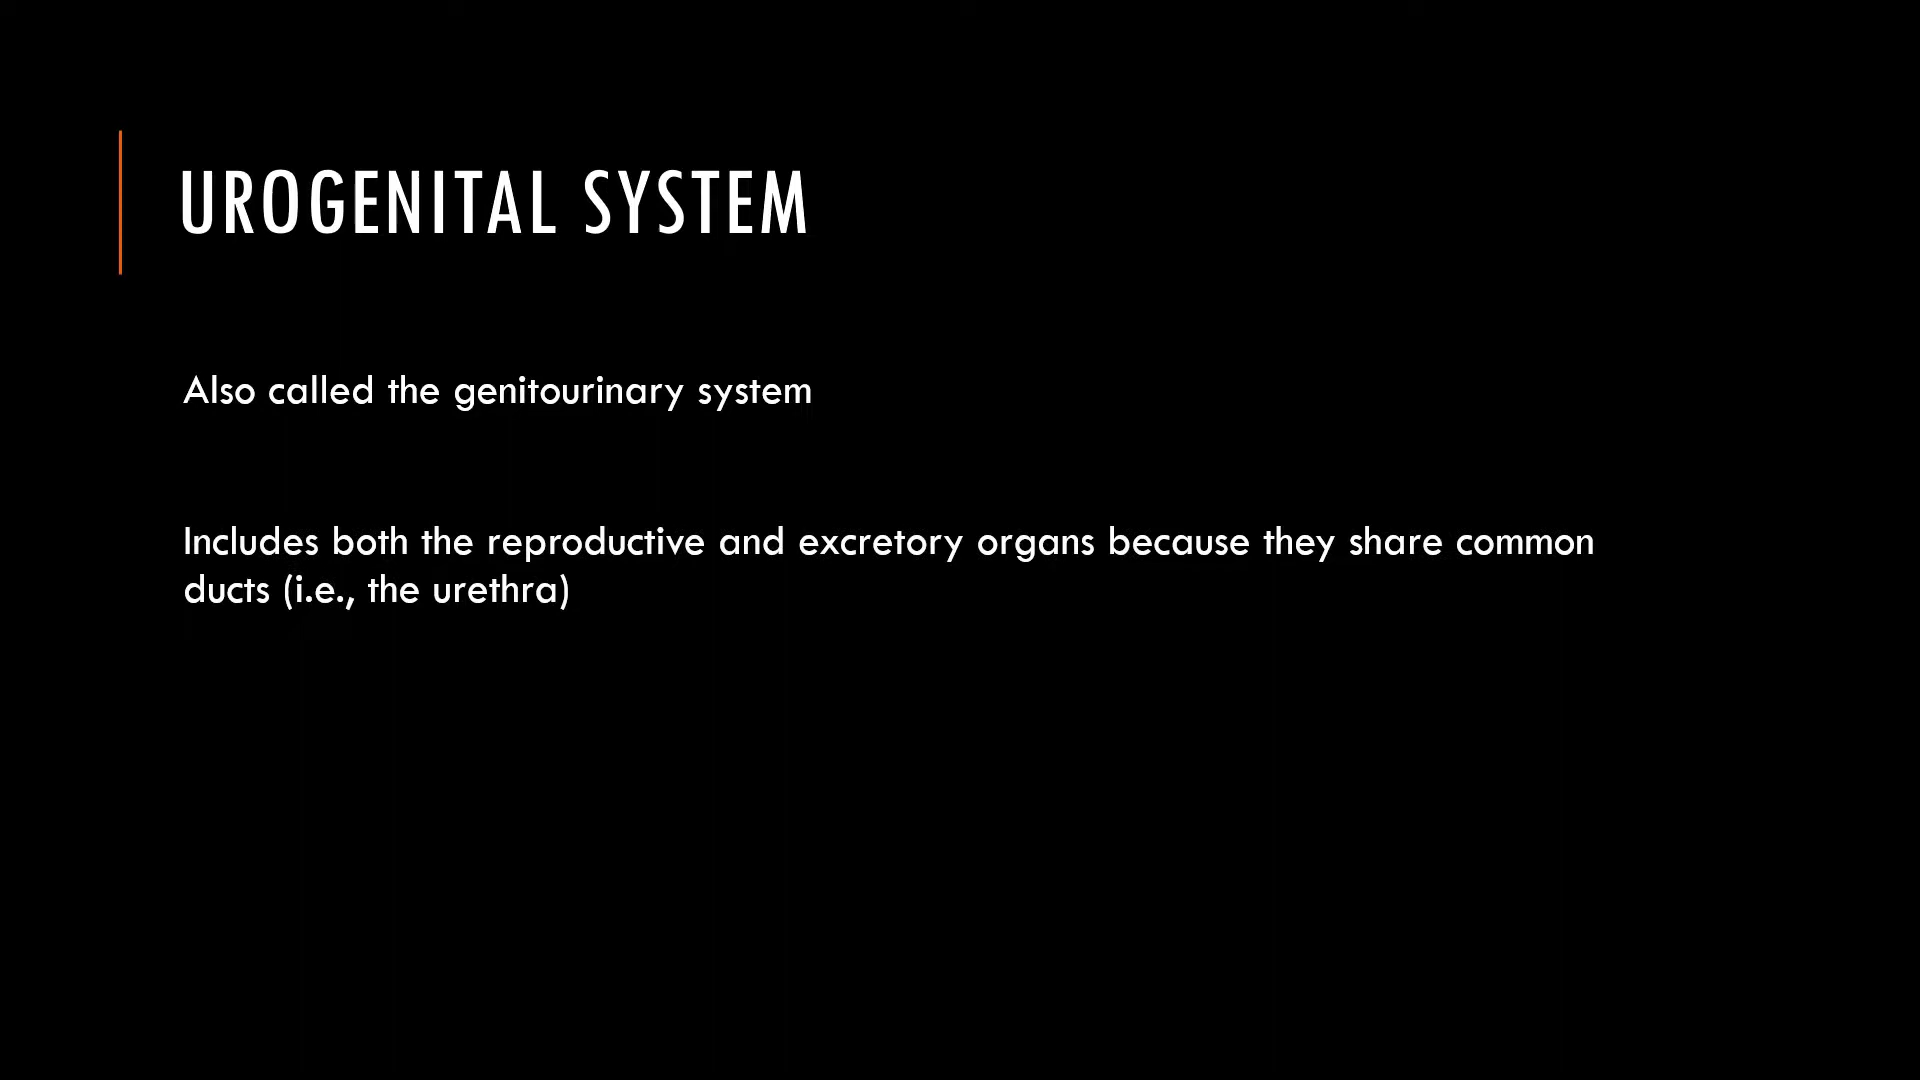 UROGENITAL SYSTEM
Also called the genitourinary system
Includes both the reproductive and excretory organs because they share common
ducts (i.e., the urethra)